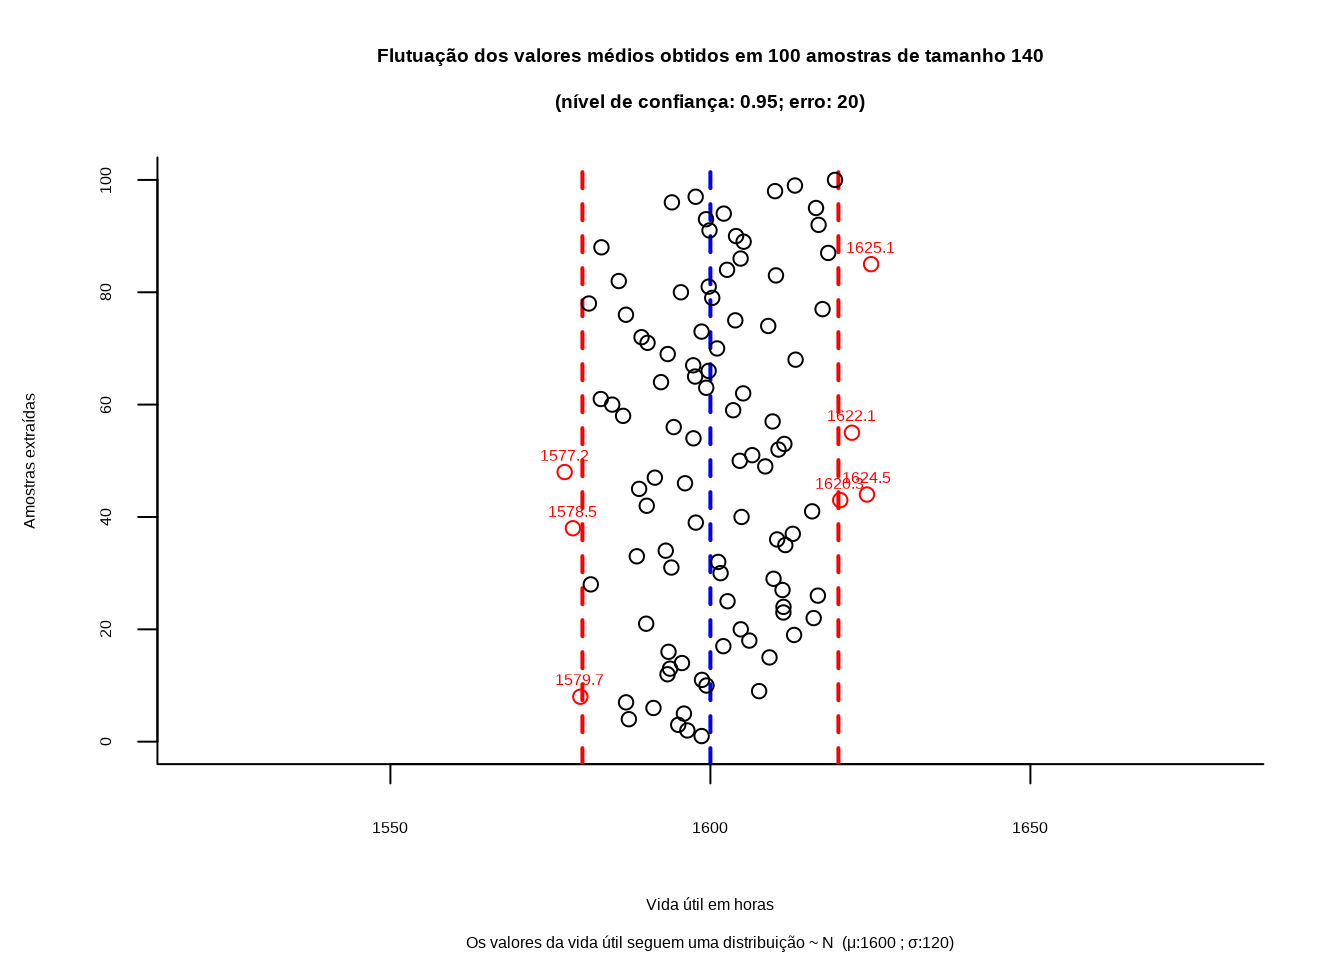 Flutuação dos valores médios obtidos em 100 amostras de tamanho 140
(nível de confiança: 0.95; erro: 20)
100
80
60
40
20
0
Amostras extraídas
1625.1
1622.1
1577.2
1624.5
1620.3
1578.5
1579.7
1550 1600 1650
Vida útil em horas
Os valores da vida útil seguem uma distribuição ~ N (μ:1600 ; σ:120)